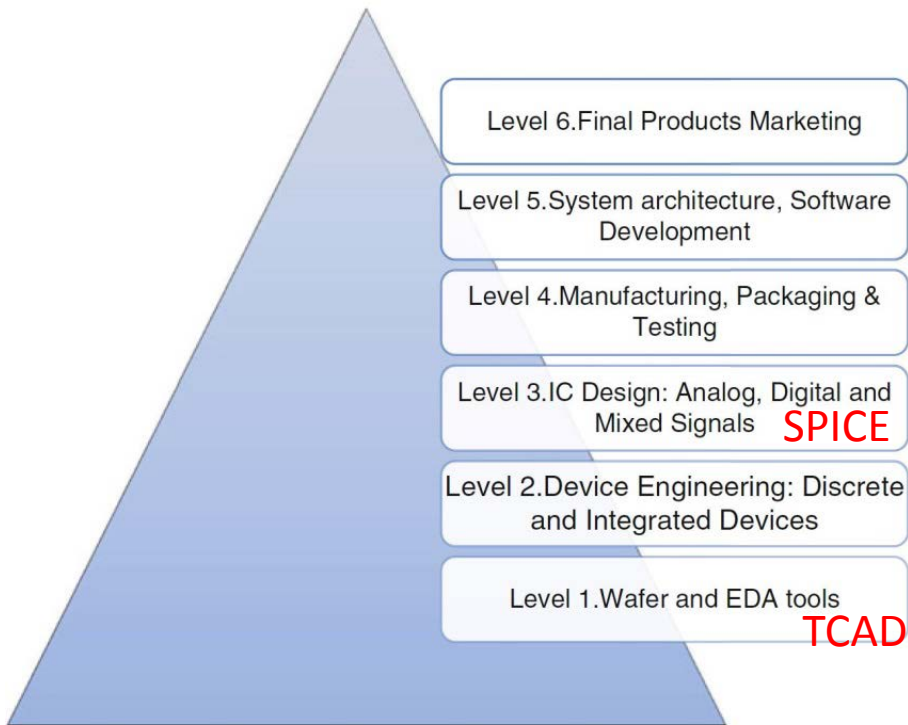 Level 6.Final Products Marketing
Level 5.System architecture, Software
Development
Level 4.Manufacturing, Packaging &
Testing
Level 3.IC Design: Analog, Digital and
Mixed Signals
SPICE
Level 2.Device Engineering: Discrete
and Integrated Devices
Level 1.Wafer and EDA tools
TCAD